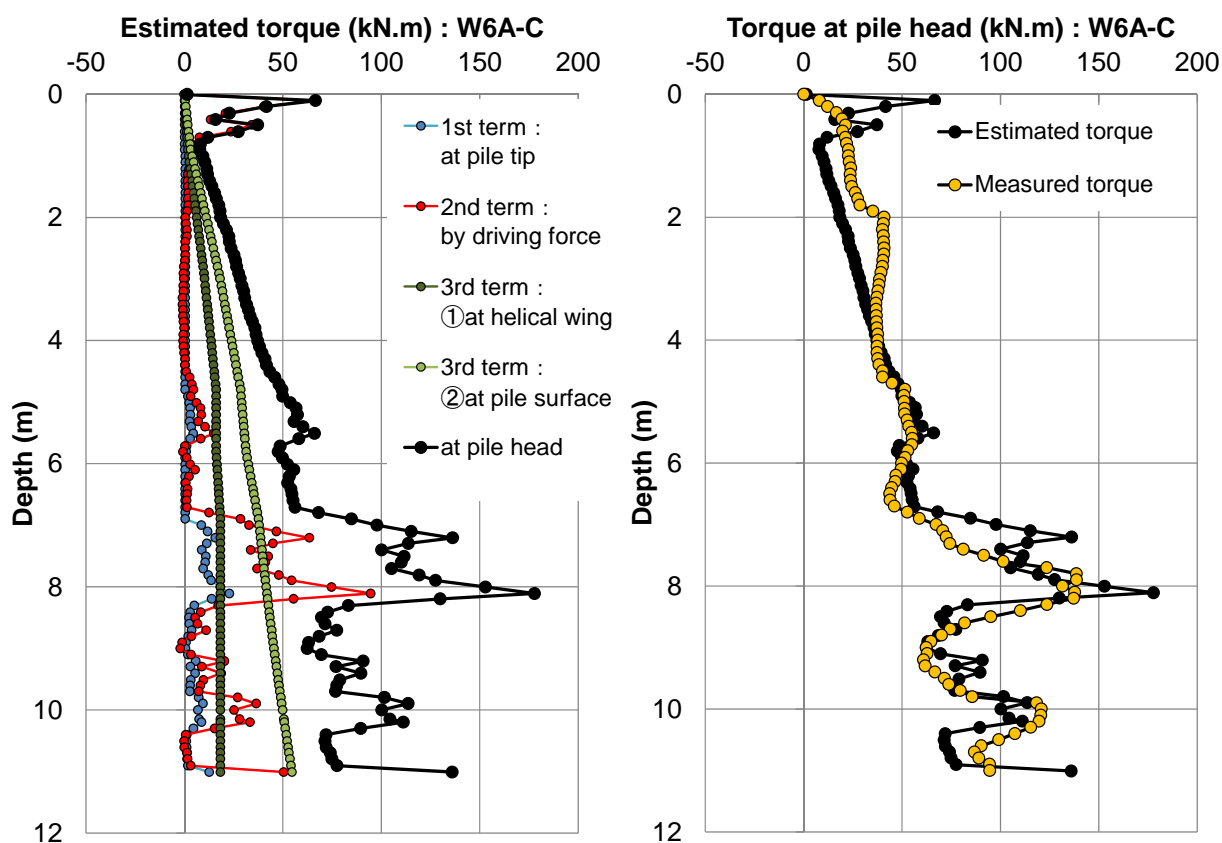 Estimated torque (kN.m) : W6A-C
-50 0 50 100 150 200
0
2
4
6
8
10
12
Depth (m)
1st term :
at pile tip
2nd term :
by driving force
3rd term :
①at helical wing
3rd term :
②at pile surface
at pile head
Torque at pile head (kN.m) : W6A-C
-50 0 50 100 150 200
0
2
4
6
8
10
12
Depth (m)
Estimated torque
Measured torque